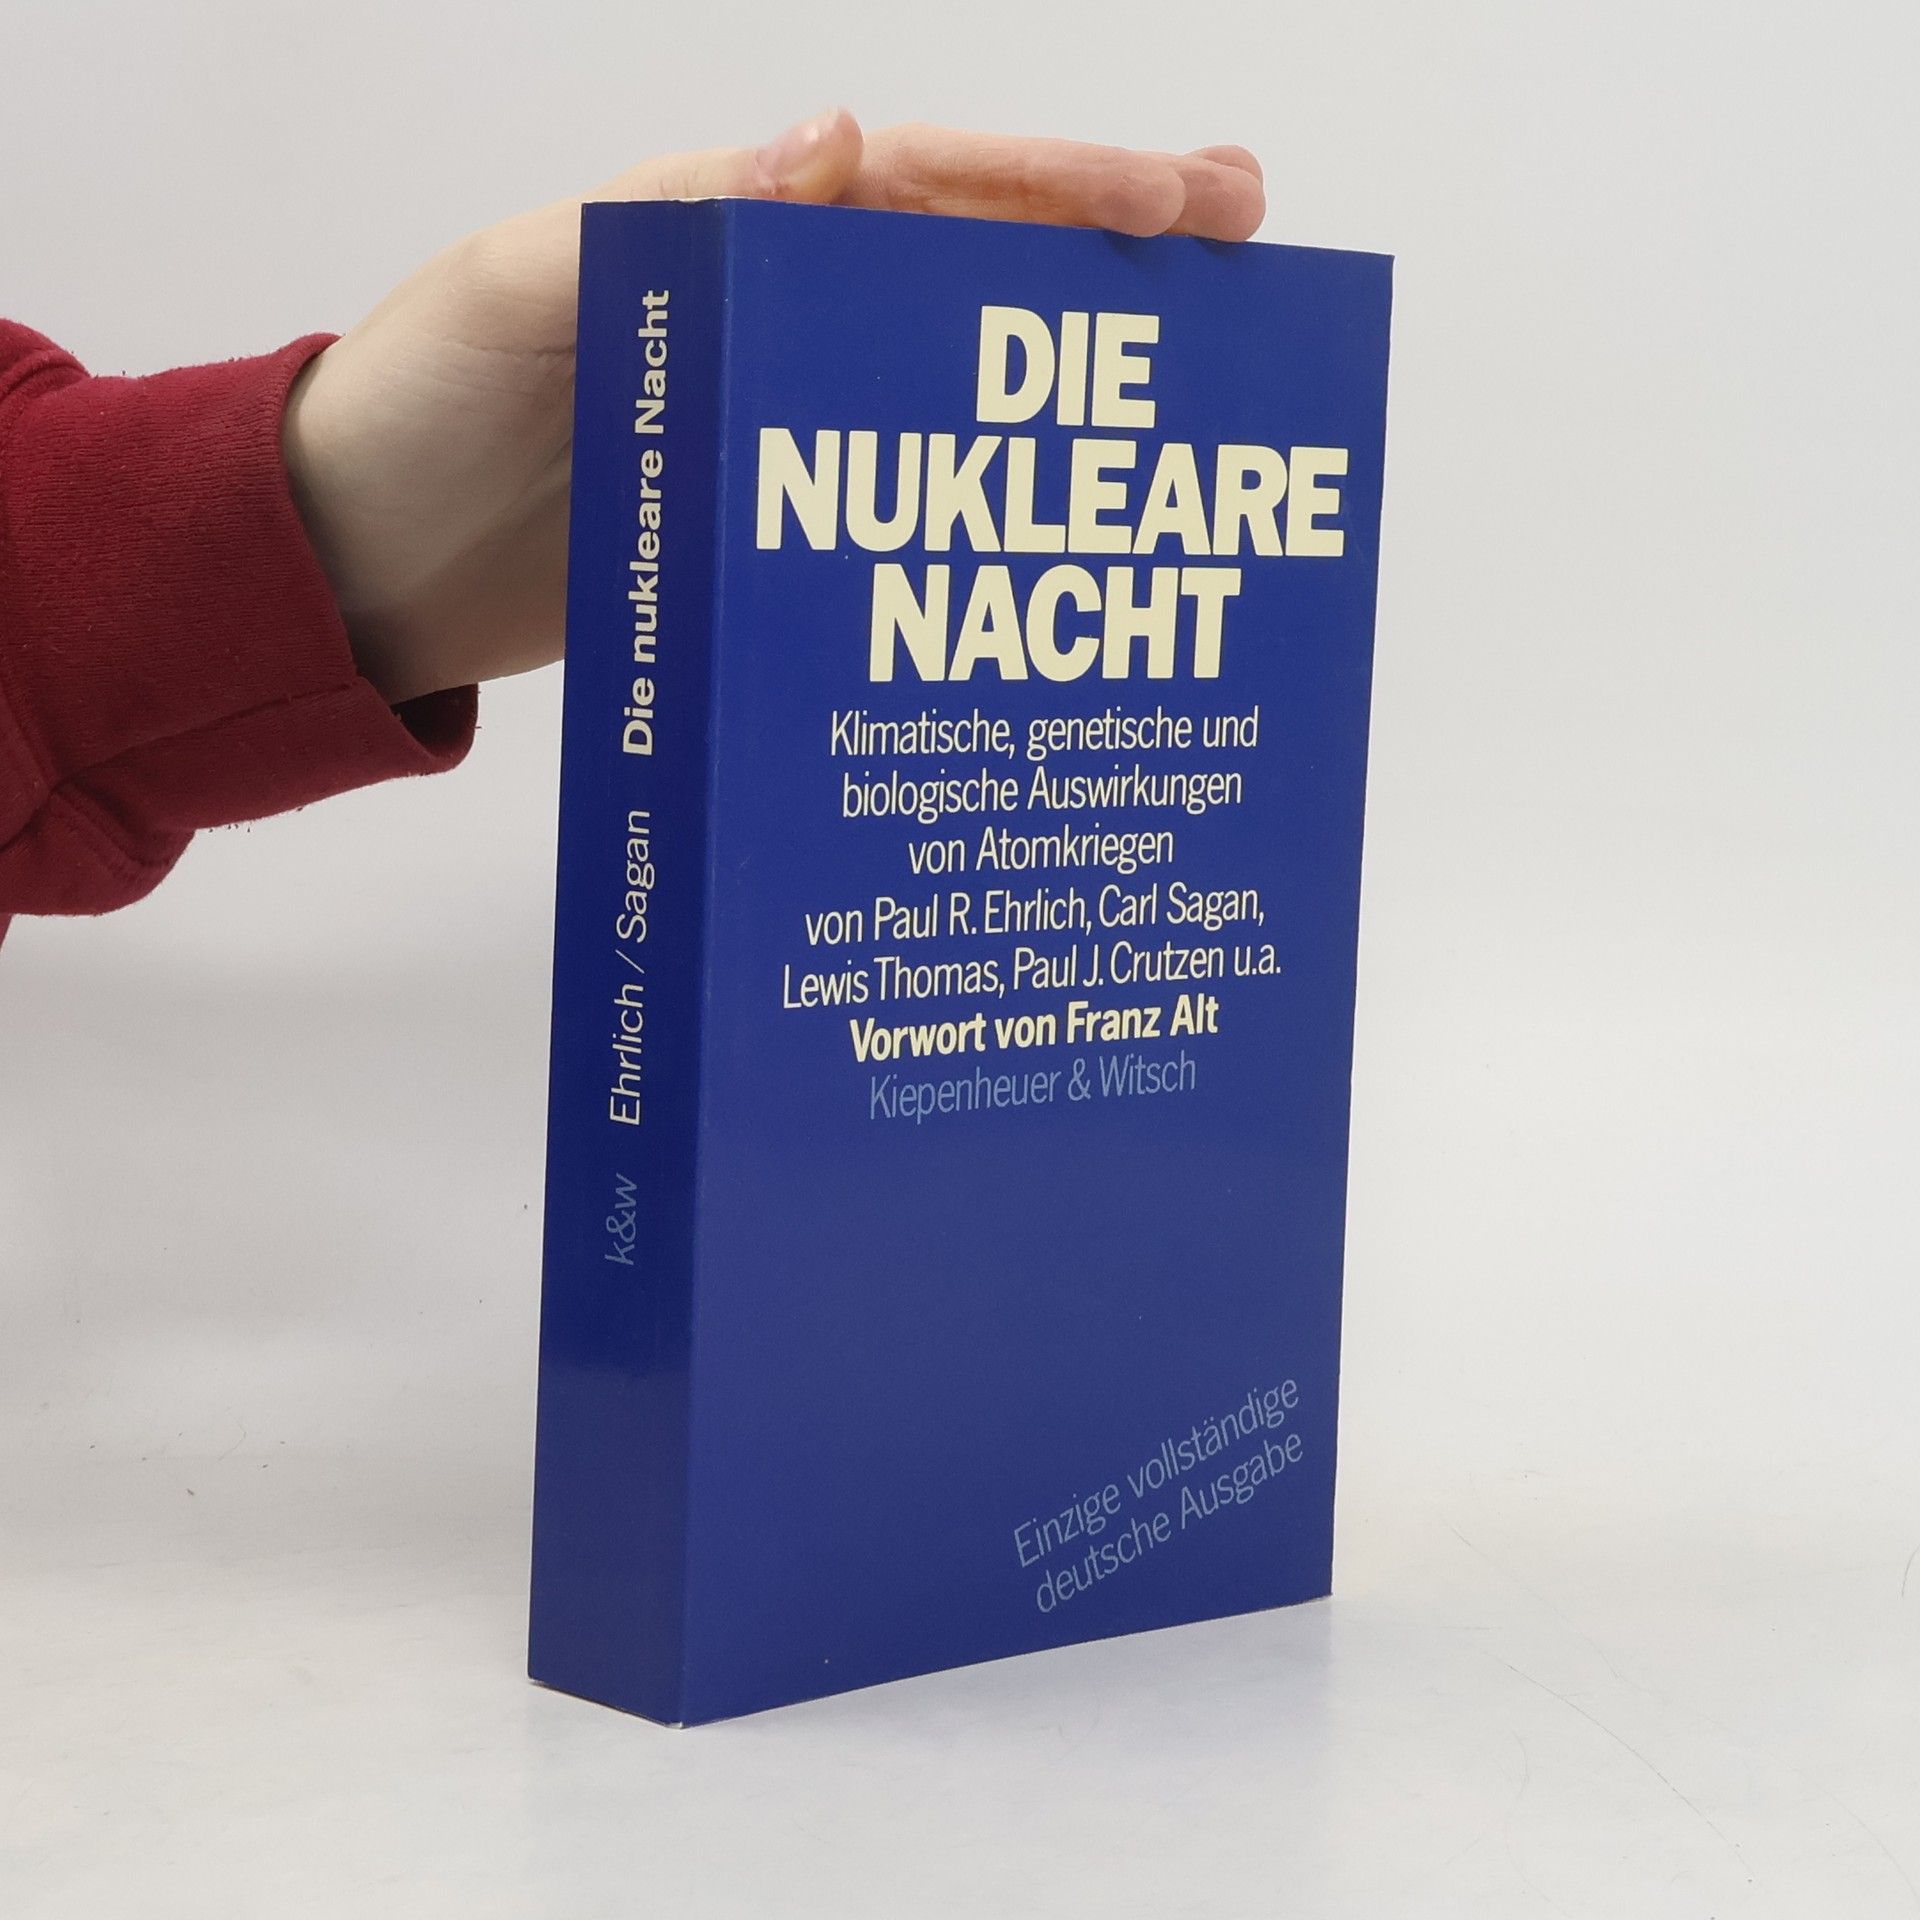 DIE
NUKLEARE
NACHT
Klimatische, genetische und
biologische Auswirkungen
von Atomkriegen
von Paul R. Ehrlich, Carl Sagan,
Lewis Thomas, Paul J. Crutzen u.a.
Vorwort von Franz Alt
Kiepenheuer & Witsch
Einzige vollständige
deutsche Ausgabe
k&w Ehrlich / Sagan Die nukleare Nacht